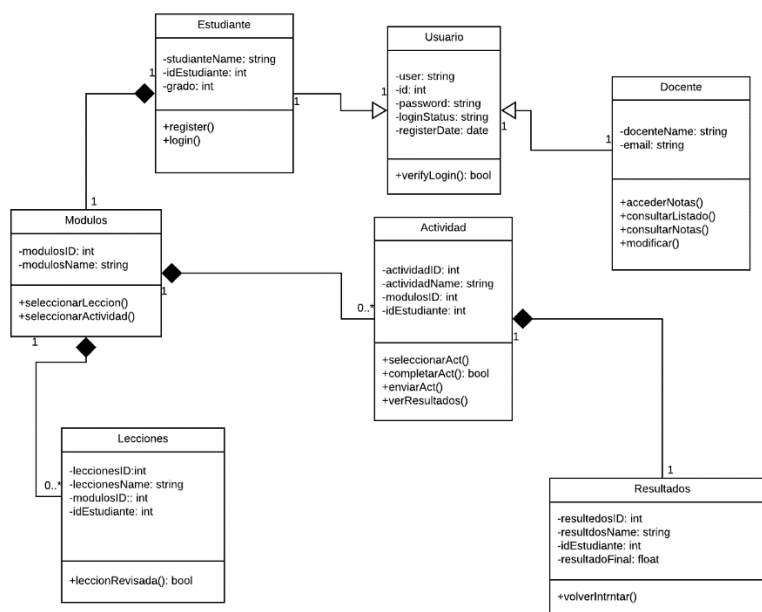 Estudiante
-studianteName: string
-idEstudiante: int
-grado: int
+register()
+login()
1
1
Usuario
-user: string
-id: int
-password: string
-loginStatus: string
-registerDate: date
+verifyLogin(): bool
1
1
Docente
-docenteName: string
-email: string
+accederNotas()
+consultarListado()
+consultarNotas()
+modificar()
1
1
Modulos
-modulosID: int
-modulosName: string
+seleccionarLeccion()
+seleccionarActividad()
1
1
Actividad
-actividadID: int
-actividadName: string
-modulosID: int
-idEstudiante: int
+seleccionarAct()
+completarAct(): bool
+enviarAct()
+verResultados()
0..*
1
Lecciones
-leccionesID:int
-leccionesName: string
-modulosID:: int
-idEstudiante: int
+leccionRevisada(): bool
0..*
1
Resultados
-resultedosID: int
-resultdosName: string
-idEstudiante: int
-resultadoFinal: float
+volverIntrntar()